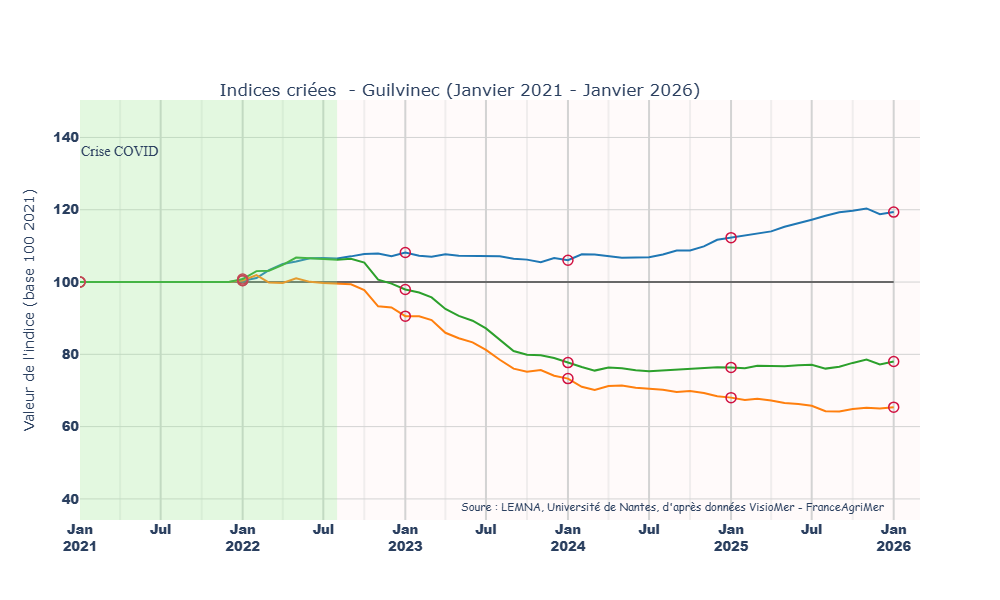 Indices criées - Guilvinec (Janvier 2021 - Janvier 2026)
Valeur de l'indice (base 100 2021)
140
Crise COVID
120
100
80
60
40
Soure : LEMNA, Université de Nantes, d'après données VisioMer - FranceAgriMer
Jan Jul Jan Jul Jan Jul Jan Jul Jan Jul Jan
2021 2022 2023 2024 2025 2026